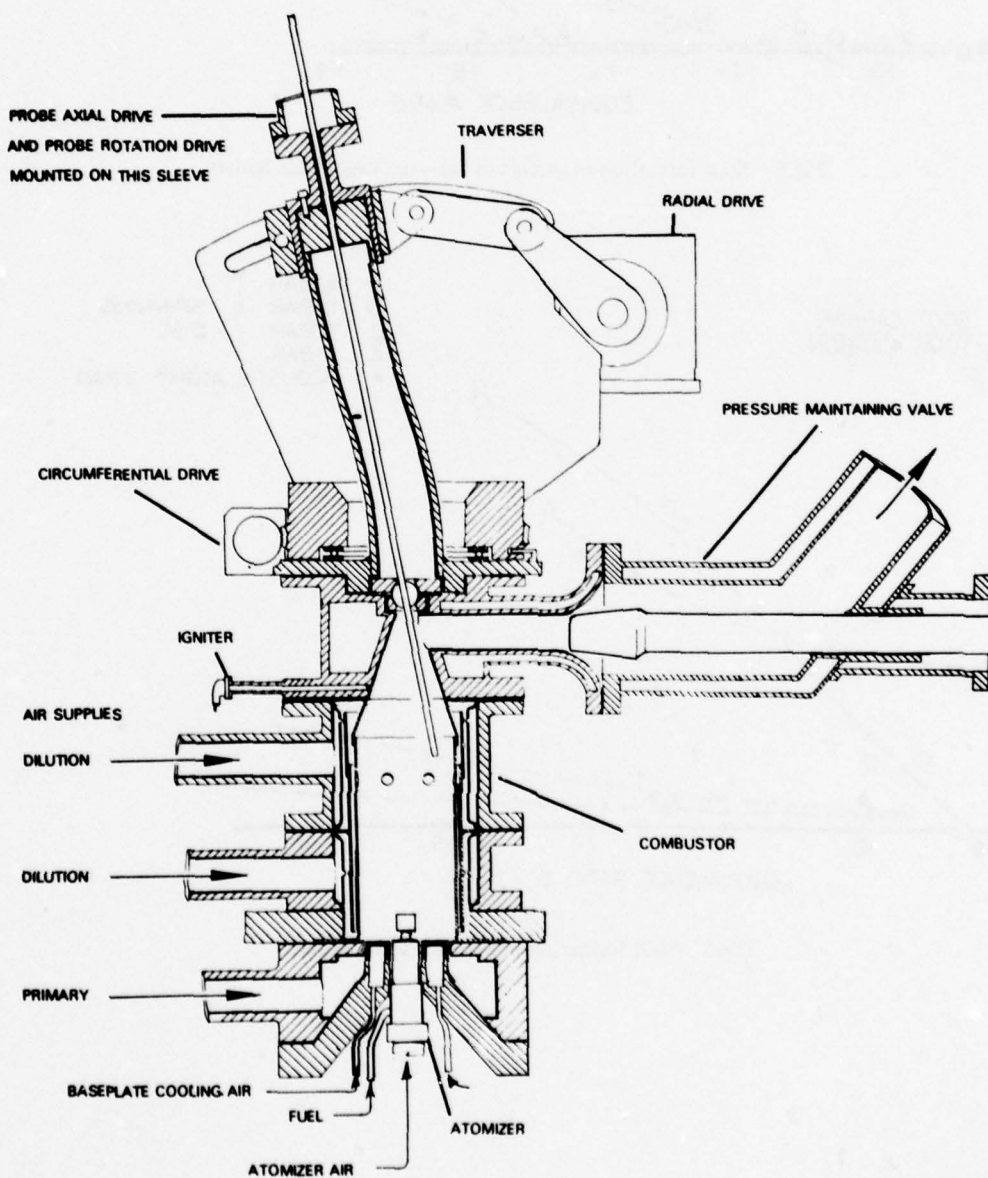 PROBE AXIAL DRIVE
AND PROBE ROTATION DRIVE
MOUNTED ON THIS SLEEVE
TRAVERSER
RADIAL DRIVE
PRESSURE MAINTAINING VALVE
CIRCUMFERENTIAL DRIVE
IGNITER
AIR SUPPLIES
DILUTION
COMBUSTOR
DILUTION
PRIMARY
BASEPLATE COOLING AIR
FUEL
ATOMIZER
ATOMIZER AIR